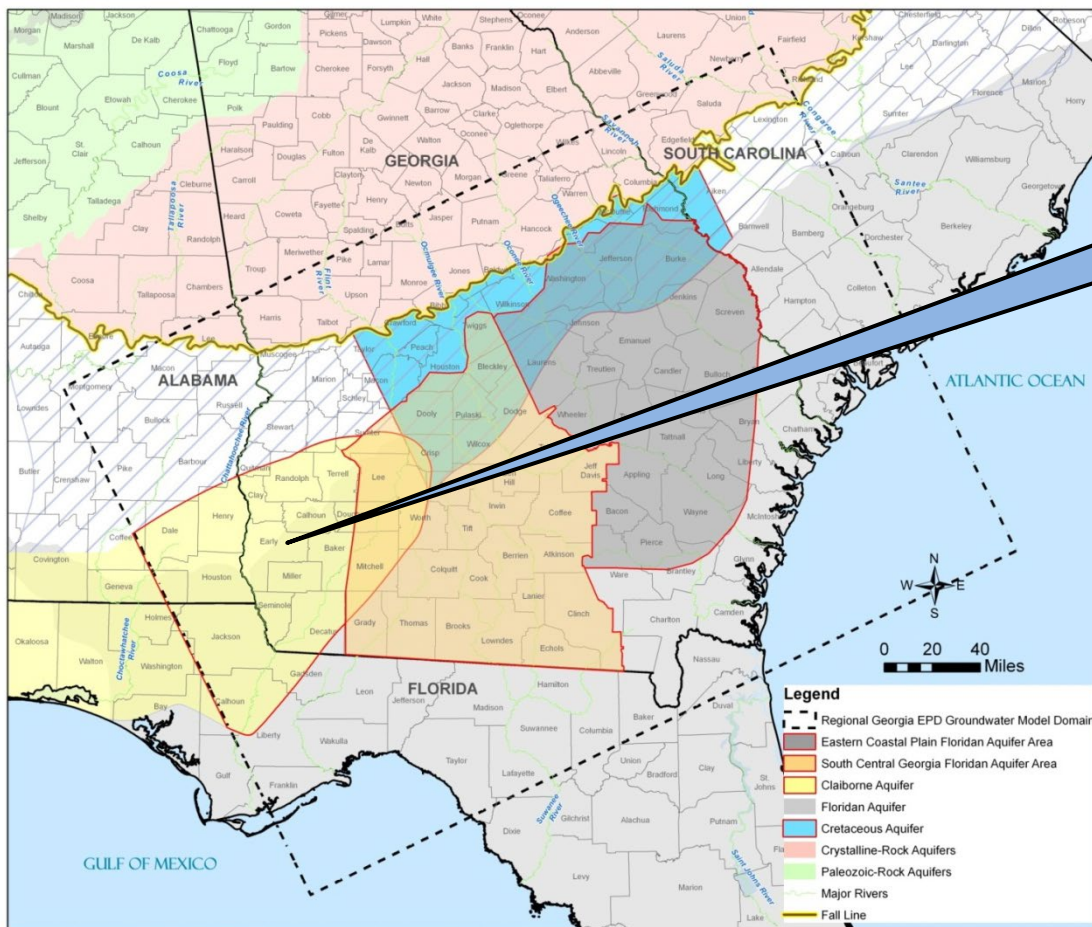 Morgan
Madison
Marshall
De Kalb
Chattooga
Floyd
Gilmer
Pickens
Bartow
Cherokee
Lumpkin
Dawson
Forsyth
White
Hall
Banks
Jackson
Stephens
Franklin
Hart
Madison
Elbert
Oconee
Anderson
Abbeville
Greenwood
Laurens
Union
Newberry
Saluda
Saluda River
Fairfield
Chesterfield
Kershaw
Darlington
Dillon
Robeson
Lee
Marion
Florence
Horry
Cullman
Blount
Etowah
Cherokee
Coosa River
Polk
Paulding
Cobb
Gwinnett
Barrow
Clarke
Oglethorpe
Oconee
Walton
Wilkes
Lincoln
Savannah River
Edgefield
Lexington
Congaree River
Sumter
Clarendon
Williamsburg
Calhoun
St. Clair
Calhoun
Haralson
Douglas
Fulton
De Kalb
Jefferson
Cleburne
Carroll
GEORGIA
SOUTH CAROLINA
Talladega
Clayton
Henry
Newton
Morgan
Greene
Taliaferro
Warren
Columbia
Richmond
Aiken
Orangeburg
Santee River
Georgetown
Shelby
Tallapoosa River
Clay
Randolph
Heard
Coweta
Fayette
Spalding
Butts
Jasper
Putnam
Hancock
Ogeechee River
Barnwell
Bamberg
Dorchester
Berkeley
Coosa
Tallapoosa
Chambers
Troup
Meriwether
Pike
Lamar
Flint River
Upson
Monroe
Ocmulgee River
Jones
Oconee River
Washington
Jefferson
Burke
Allendale
Colleton
Hampton
Chilton
Elmore
Lee
Harris
Talbot
Bibb
Crawford
Wilkinson
Twiggs
Johnson
Jenkins
Screven
Autauga
Macon
Muscogee
Taylor
Peach
Houston
Bleckley
Laurens
Emanuel
Montgomery
ALABAMA
Marion
Macon
Schley
Lowndes
Bullock
Russell
Chattahoochee River
Stewart
Dooly
Pulaski
Dodge
Treutlen
Candler
Bulloch
ATLANTIC OCEAN
Butler
Pike
Barbour
Quitman
Crisp
Wilcox
Wheeler
Tattnall
Bryan
Chatham
Crenshaw
Randolph
Terrell
Lee
Clay
Jeff Davis
Appling
Long
Liberty
Coffee
Dale
Henry
Calhoun
Worth
Irwin
Coffee
Bacon
Wayne
McIntosh
Covington
Early
Baker
Tift
Hill
Pierce
Geneva
Houston
Miller
Mitchell
Colquitt
Berrien
Cook
Atkinson
Ware
Brantley
Glynn
N
W E
S
Seminole
Lanier
Clinch
Charlton
Camden
Okaloosa
Holmes
Jackson
Decatur
Grady
Thomas
Brooks
Lowndes
Echols
0 20 40
Miles
Walton
Choctawhatchee River
Washington
Gadsden
FLORIDA
Leon
Jefferson
Madison
Hamilton
Nassau
Baker
Duval
Bay
Calhoun
Liberty
Wakulla
Suwannee
Columbia
Gulf
Franklin
Taylor
Lafayette
Union
Bradford
Clay
St. Johns
Dixie
Suwanee River
Gilchrist
Alachua
Putnam
Levy
Marion
Saint Johns River
Lake
GULF OF MEXICO
Legend
Regional Georgia EPD Groundwater Model Domain
Eastern Coastal Plain Floridan Aquifer Area
South Central Georgia Floridan Aquifer Area
Claiborne Aquifer
Floridan Aquifer
Cretaceous Aquifer
Crystalline-Rock Aquifers
Paleozoic-Rock Aquifers
Major Rivers
Fall Line